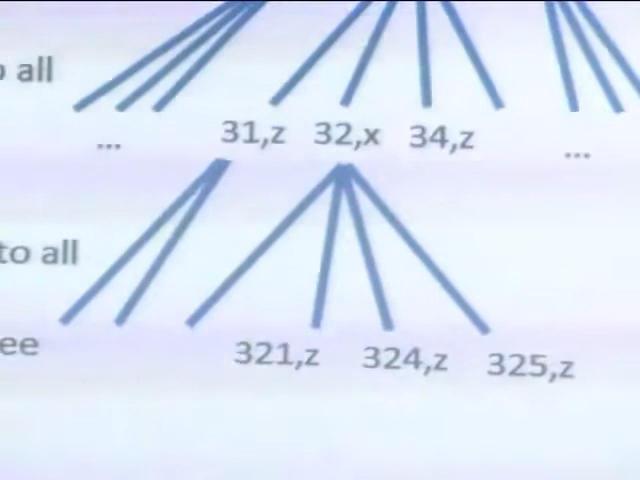 all
... 31,z 32,x 34,z ...
to all
ee 321,z 324,z 325,z